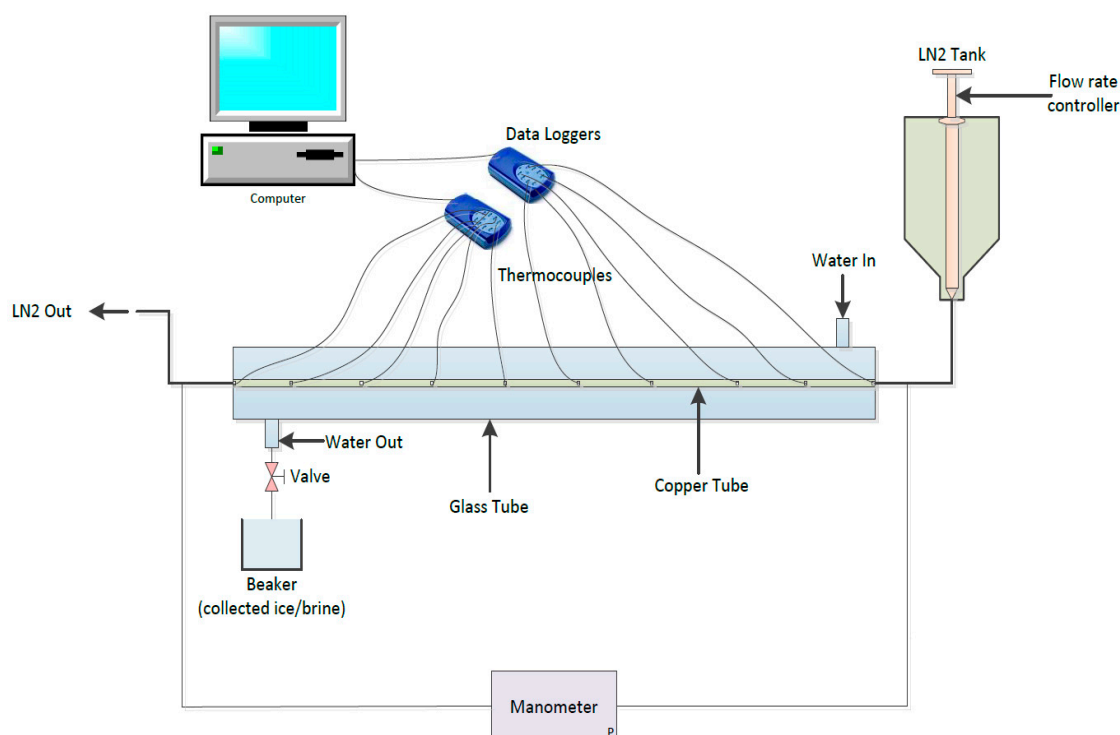 LN2 Tank
Flow rate
controller
Data Loggers
Computer
Thermocouples
Water In
LN2 Out
Water Out
Valve
Copper Tube
Glass Tube
Beaker
(collected ice/brine)
Manometer
P